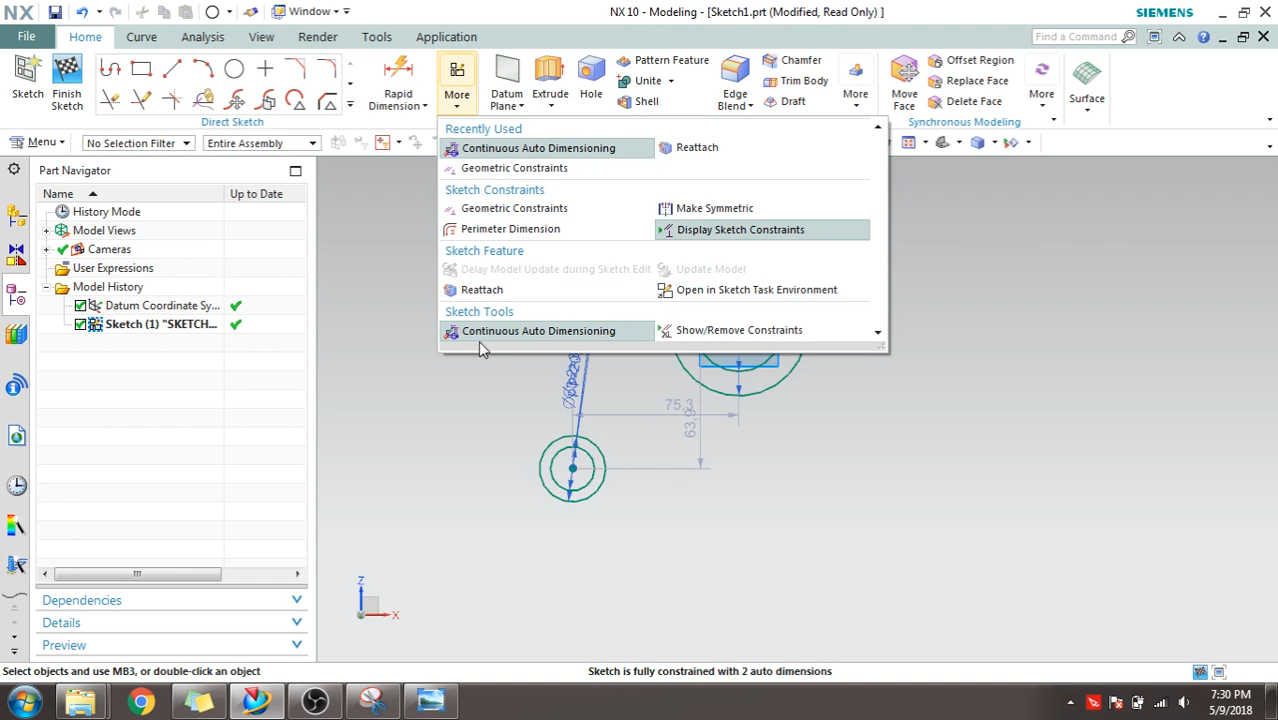 NX
Window
NX 10 - Modeling - [Sketch1.prt (Modified, Read Only) ]
SIEMENS
File
Home
Curve
Analysis
View
Render
Tools
Application
Find a Command
Sketch
Finish
Sketch
Rapid
Dimension
More
Datum
Plane
Extrude
Hole
Pattern Feature
Unite
Shell
Edge
Blend
Chamfer
Trim Body
Draft
More
Move
Face
Offset Region
Replace Face
Delete Face
More
Surface
Direct Sketch
Synchronous Modeling
Menu
No Selection Filter
Entire Assembly
Recently Used
Continuous Auto Dimensioning
Reattach
Geometric Constraints
Sketch Constraints
Geometric Constraints
Make Symmetric
Perimeter Dimension
Display Sketch Constraints
Sketch Feature
Delay Model Update during Sketch Edit
Update Model
Reattach
Open in Sketch Task Environment
Sketch Tools
Continuous Auto Dimensioning
Show/Remove Constraints
Part Navigator
Name
Up to Date
History Mode
Model Views
Cameras
User Expressions
Model History
Datum Coordinate Sy...
Sketch (1) "SKETCH...
Dependencies
Details
Preview
75,3
Z
X
Select objects and use MB3, or double-click an object
Sketch is fully constrained with 2 auto dimensions
7:30 PM
5/9/2018